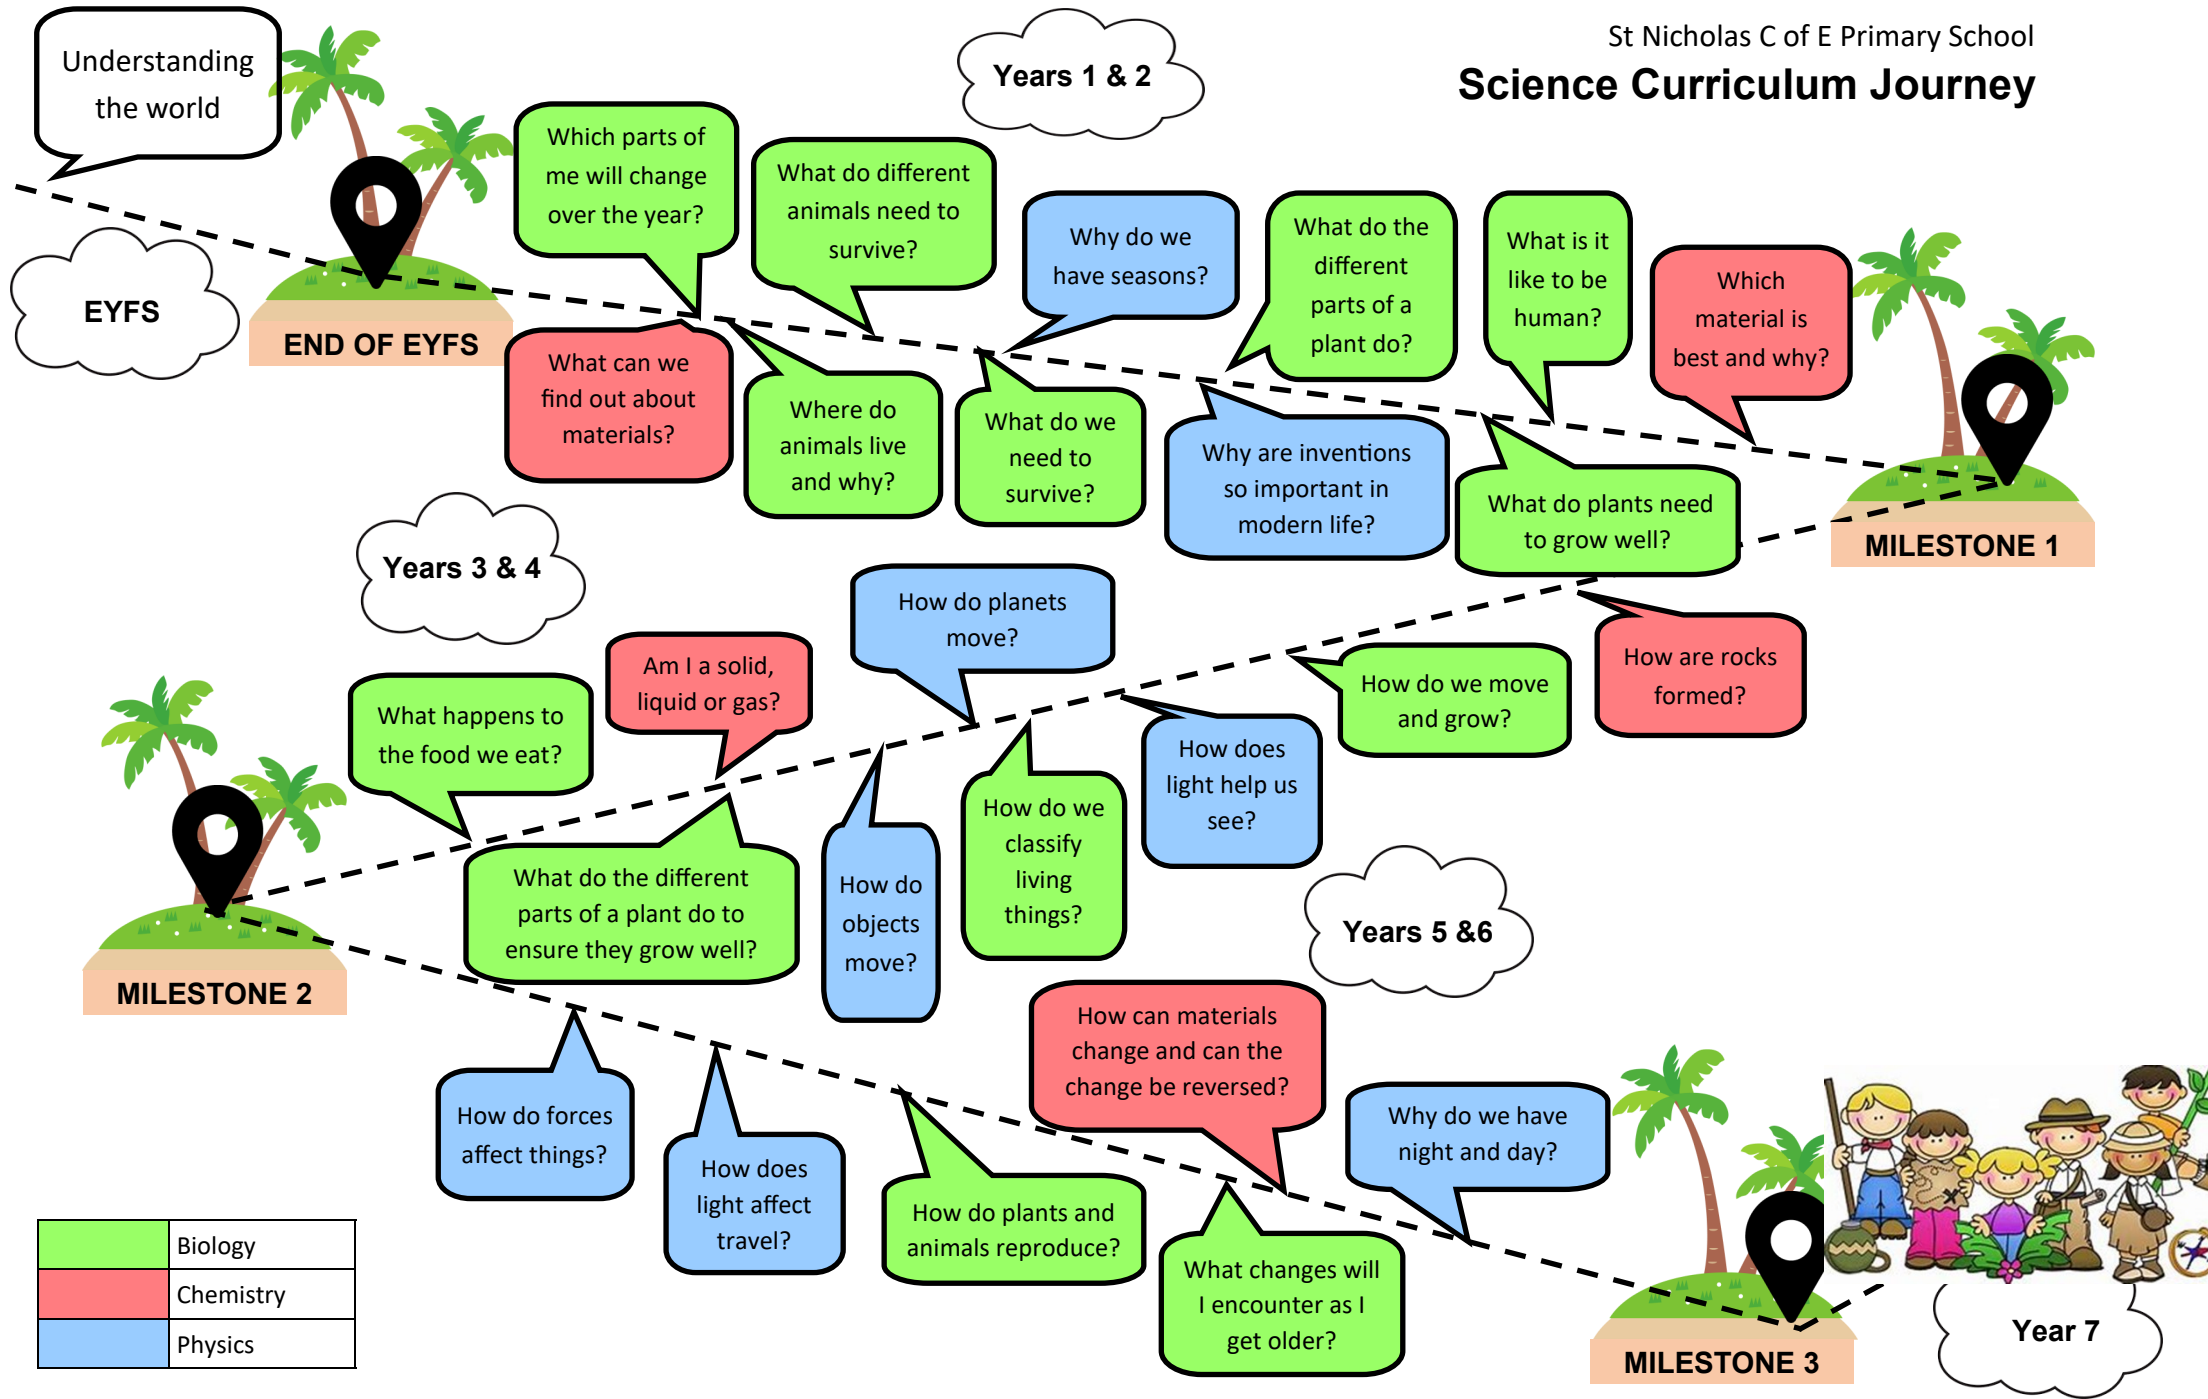 St Nicholas C of E Primary School
Science Curriculum Journey
Understanding
the world
EYFS
END OF EYFS
Years 1 & 2
Which parts of
me will change
over the year?
What can we
find out about
materials?
What do different
animals need to
survive?
Where do
animals live
and why?
Why do we
have seasons?
What do we
need to
survive?
What do the
different
parts of a
plant do?
Why are inventions
so important in
modern life?
What is it
like to be
human?
What do plants need
to grow well?
Which
material is
best and why?
MILESTONE 1
Years 3 & 4
How are rocks
formed?
How do we move
and grow?
How does
light help us
see?
How do planets
move?
How do we
classify
living
things?
How do
objects
move?
Am I a solid,
liquid or gas?
What do the different
parts of a plant do to
ensure they grow well?
What happens to
the food we eat?
MILESTONE 2
Years 5 &6
How do forces
affect things?
How does
light affect
travel?
How do plants and
animals reproduce?
How can materials
change and can the
change be reversed?
What changes will
I encounter as I
get older?
Why do we have
night and day?
MILESTONE 3
Year 7
Biology
Chemistry
Physics